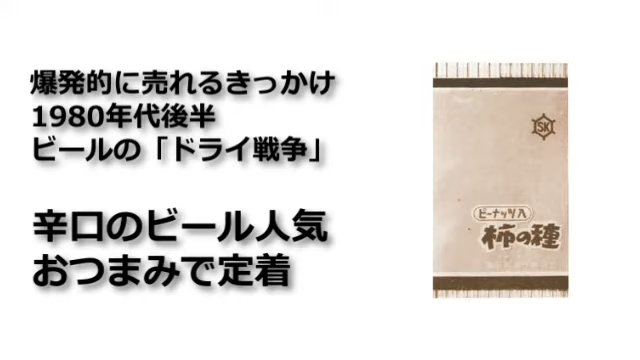 爆発的に売れるきっかけ
1980年代後半
ビールの「ドライ戦争」
辛口のビール人気
おつまみで定着
SK
ピーナッツ入
柿の種